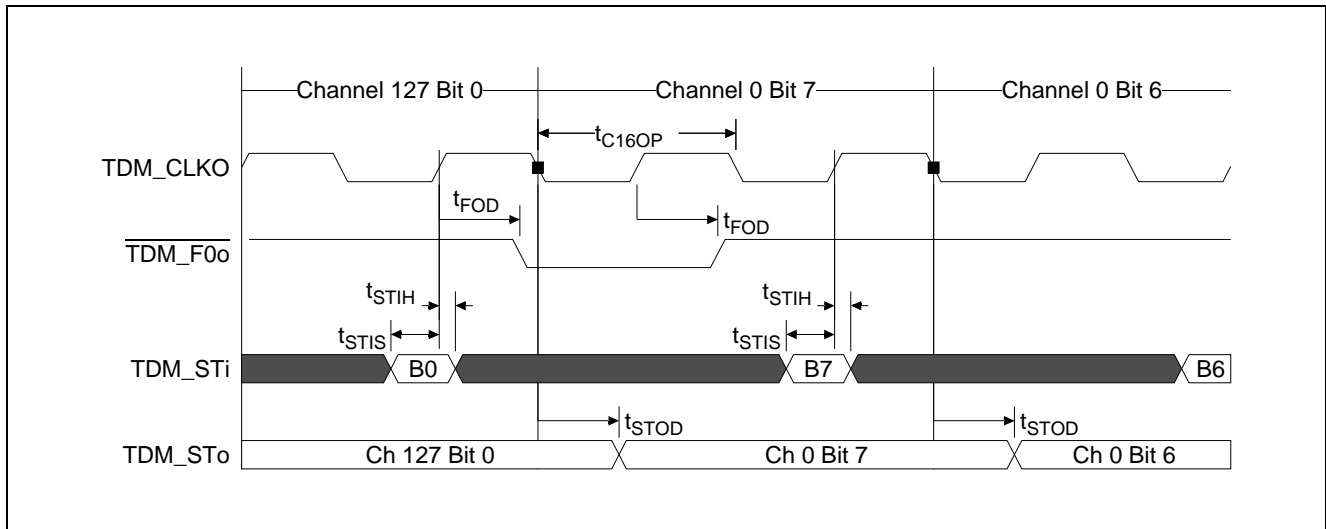 Channel 127 Bit 0 Channel 0 Bit 7 Channel 0 Bit 6
tC16OP
TDM_CLKO
tFOD tFOD
TDM_F0o
tSTIH tSTIH
tSTIS tSTIS
TDM_STi B0 B7 B6
tSTOD tSTOD
TDM_STo Ch 127 Bit 0 Ch 0 Bit 7 Ch 0 Bit 6